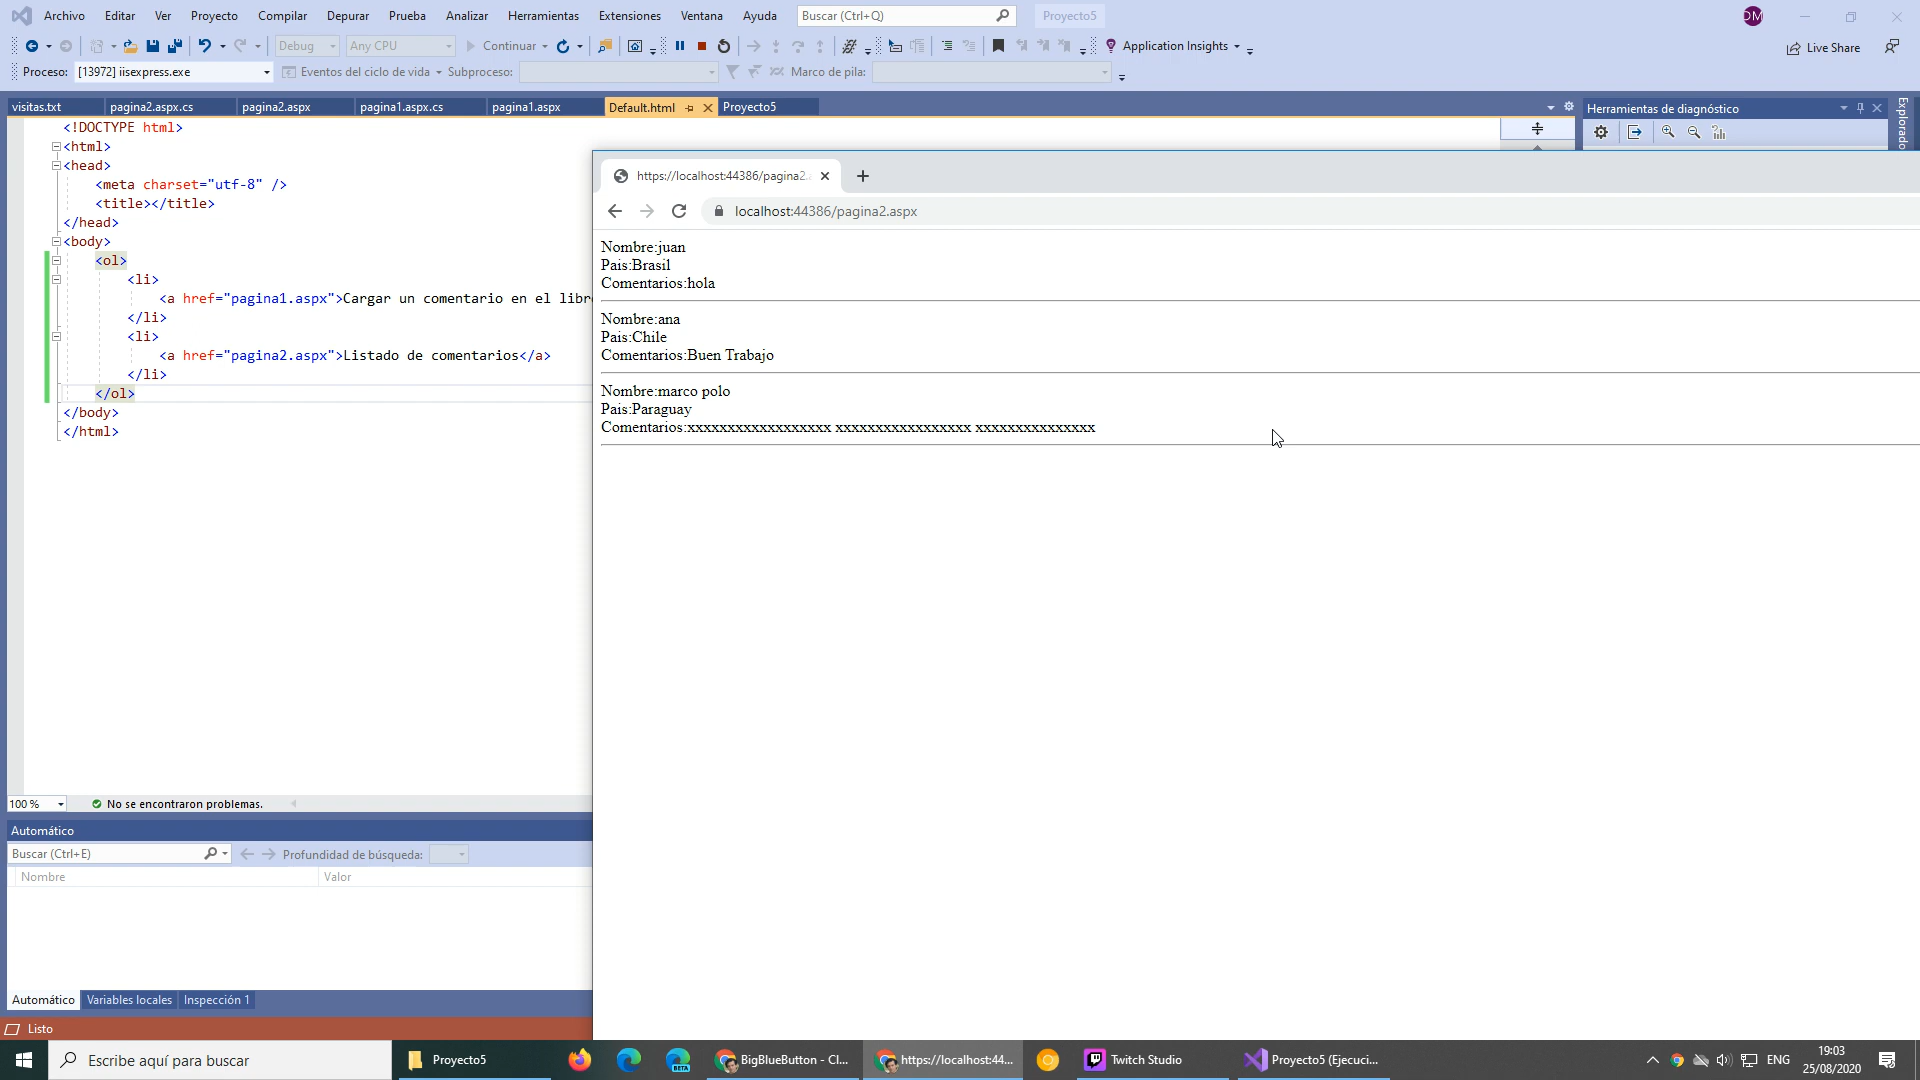 Archivo Editar Ver Proyecto Compilar Depurar Prueba Analizar Herramientas Extensiones Ventana Ayuda Buscar (Ctrl+Q) Proyecto5 DM
Debug Any CPU Continuar Application Insights Live Share
Proceso: [13972] iisexpress.exe Eventos del ciclo de vida Subproceso: Marco de pila:
visitas.txt pagina2.aspx.cs pagina2.aspx pagina1.aspx.cs pagina1.aspx Default.html Proyecto5 Herramientas de diagnóstico
<!DOCTYPE html>
<html>
<head>
<meta charset="utf-8" />
<title></title>
</head>
<body>
<ol>
<li>
<a href="pagina1.aspx">Cargar un comentario en el libr
</li>
<li>
<a href="pagina2.aspx">Listado de comentarios</a>
</li>
</ol>
</body>
</html>
https://localhost:44386/pagina2.
localhost:44386/pagina2.aspx
Nombre:juan
Pais:Brasil
Comentarios:hola
Nombre:ana
Pais:Chile
Comentarios:Buen Trabajo
Nombre:marco polo
Pais:Paraguay
Comentarios:xxxxxxxxxxxxxxxxxx xxxxxxxxxxxxxxxxx xxxxxxxxxxxxxxx
100 % No se encontraron problemas.
Automático
Buscar (Ctrl+E) Profundidad de búsqueda:
Nombre Valor
Automático Variables locales Inspección 1
Listo
Escribe aquí para buscar Proyecto5 BETA BigBlueButton - Cl... https://localhost:44... Twitch Studio Proyecto5 (Ejecuci... ENG 19:03
25/08/2020